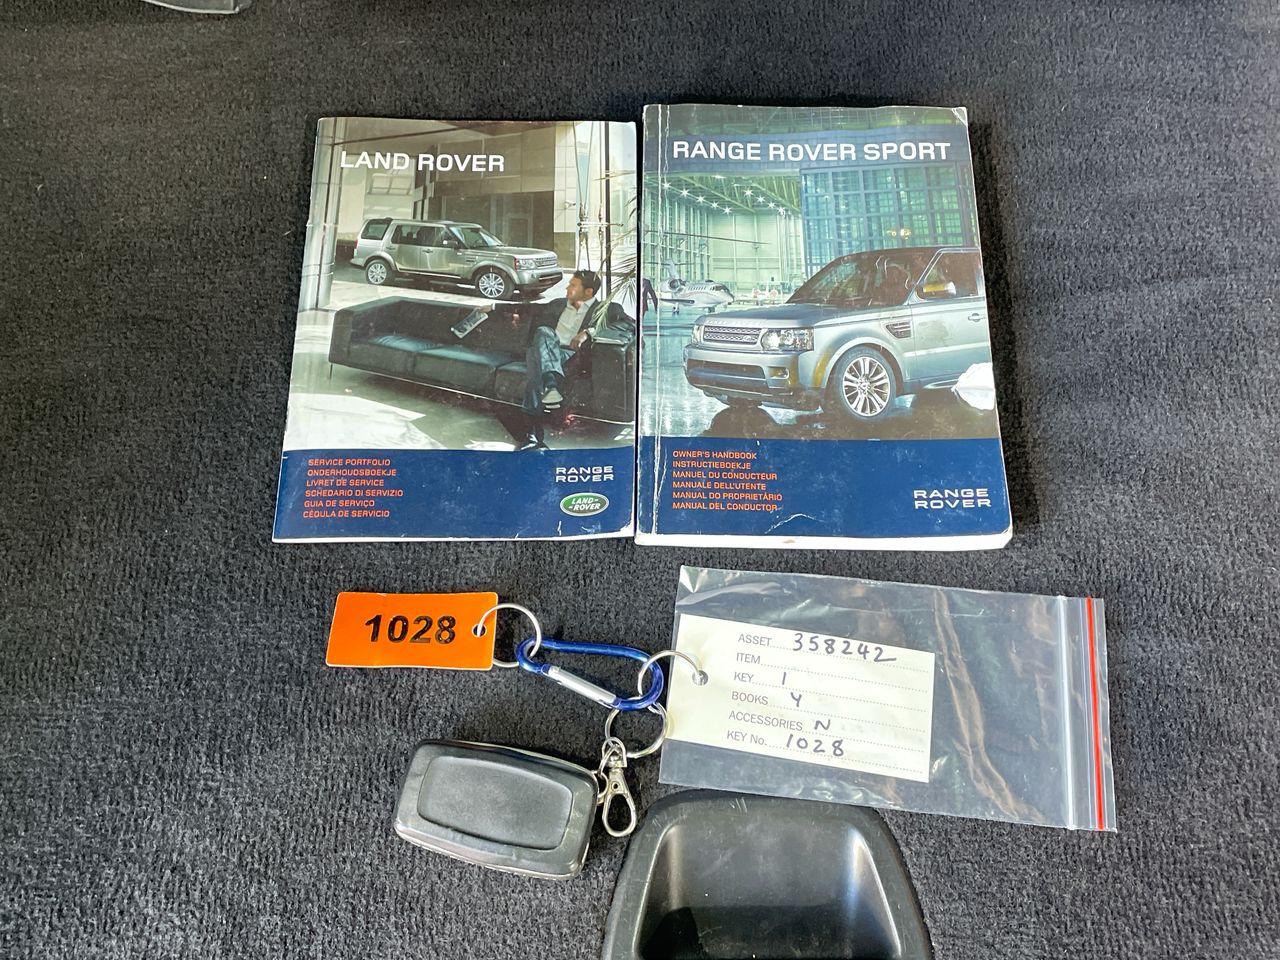 LAND ROVER
SERVICE PORTFOLIO
ONDERHOUDSBOEKJE
LIVRET DE SERVICE
SCHEDARIO DI SERVIZIO
GUIA DE SERVIÇO
CÉDULA DE SERVICIO
RANGE
ROVER
LAND-
-ROVER
RANGE ROVER SPORT
OWNER'S HANDBOOK
INSTRUCTIEBOEKJE
MANUEL DU CONDUCTEUR
MANUALE DELL'UTENTE
MANUAL DO PROPRIETÁRIO
MANUAL DEL CONDUCTOR
RANGE
ROVER
1028
ASSET 358242
ITEM
KEY 1
BOOKS Y
ACCESSORIES N
KEY No. 1028